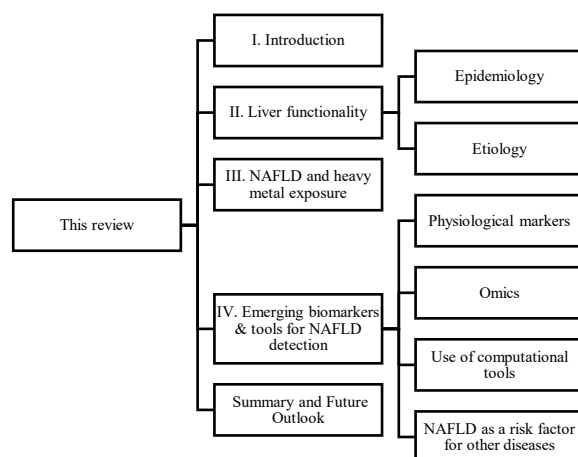 This review
I. Introduction
II. Liver functionality
Epidemiology
Etiology
III. NAFLD and heavy
metal exposure
IV. Emerging biomarkers
& tools for NAFLD
detection
Physiological markers
Omics
Use of computational
tools
NAFLD as a risk factor
for other diseases
Summary and Future
Outlook